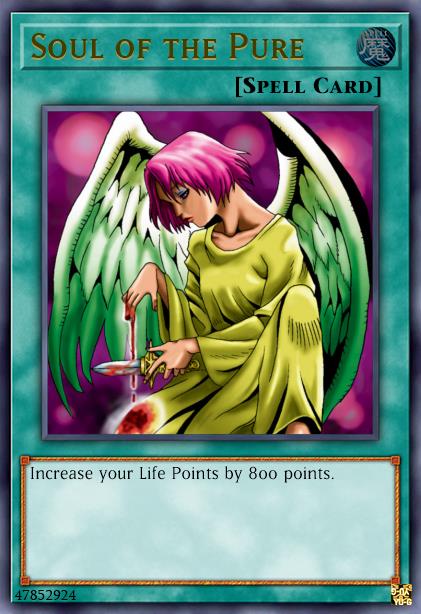 Soul of the Pure
魔
[Spell Card]
Increase your Life Points by 800 points.
47852924